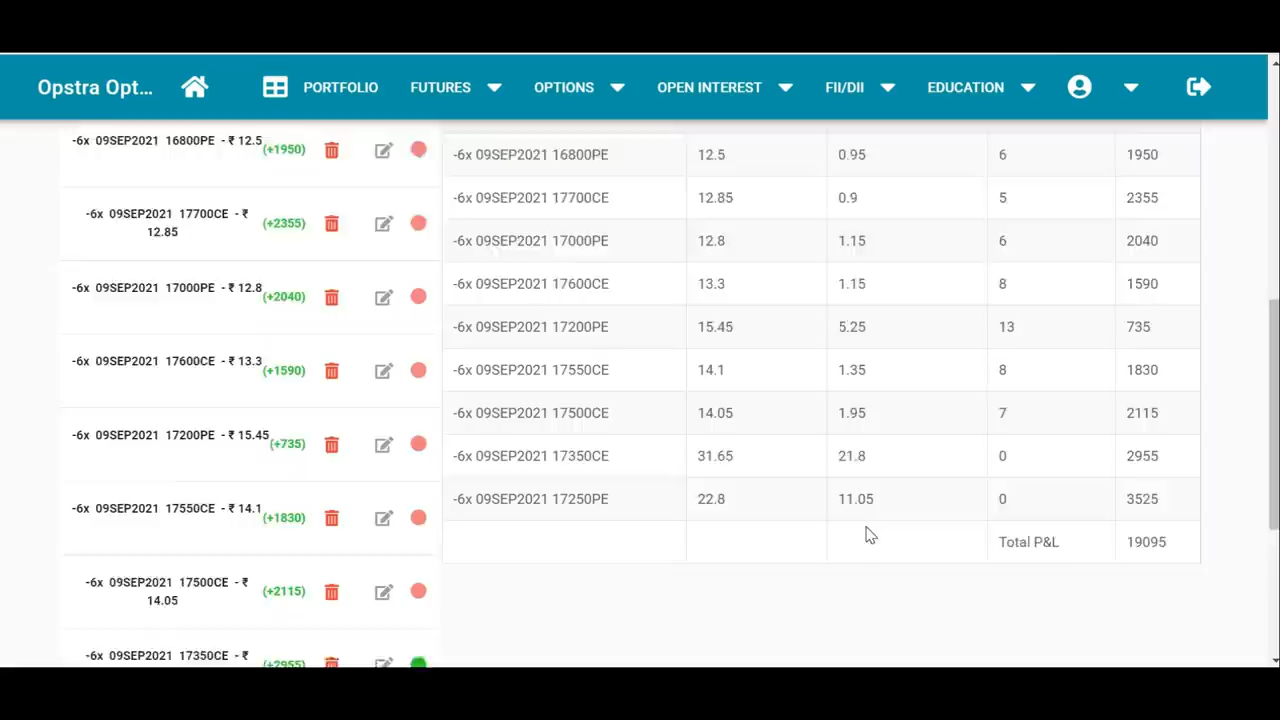 Opstra Opt...
PORTFOLIO
FUTURES
OPTIONS
OPEN INTEREST
FII/DII
EDUCATION
-6x 09SEP2021 16800PE - ₹ 12.5
(+1950)
-6x 09SEP2021 17700CE - ₹
12.85
(+2355)
-6x 09SEP2021 17000PE - ₹ 12.8
(+2040)
-6x 09SEP2021 17600CE - ₹ 13.3
(+1590)
-6x 09SEP2021 17200PE - ₹ 15.45
(+735)
-6x 09SEP2021 17550CE - ₹ 14.1
(+1830)
-6x 09SEP2021 17500CE - ₹
14.05
(+2115)
-6x 09SEP2021 17350CE - ₹
(+2955)
-6x 09SEP2021 16800PE 12.5 0.95 6 1950
-6x 09SEP2021 17700CE 12.85 0.9 5 2355
-6x 09SEP2021 17000PE 12.8 1.15 6 2040
-6x 09SEP2021 17600CE 13.3 1.15 8 1590
-6x 09SEP2021 17200PE 15.45 5.25 13 735
-6x 09SEP2021 17550CE 14.1 1.35 8 1830
-6x 09SEP2021 17500CE 14.05 1.95 7 2115
-6x 09SEP2021 17350CE 31.65 21.8 0 2955
-6x 09SEP2021 17250PE 22.8 11.05 0 3525
Total P&L 19095